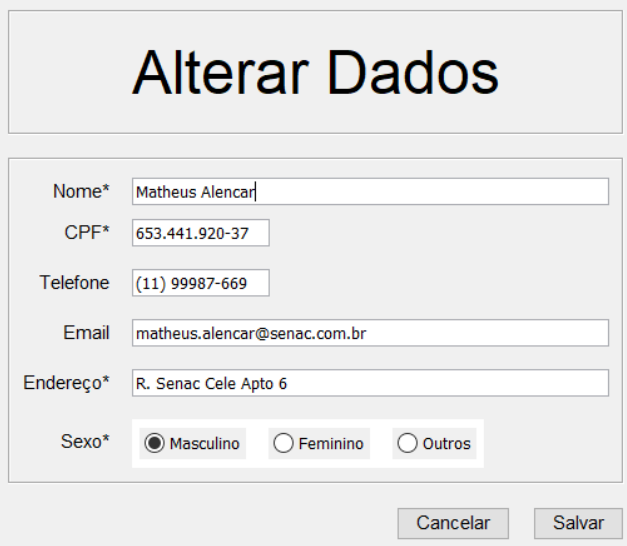 Alterar Dados
Nome* Matheus Alencar
CPF* 653.441.920-37
Telefone (11) 99987-669
Email matheus.alencar@senac.com.br
Endereço* R. Senac Cele Apto 6
Sexo* Masculino Feminino Outros
Cancelar Salvar